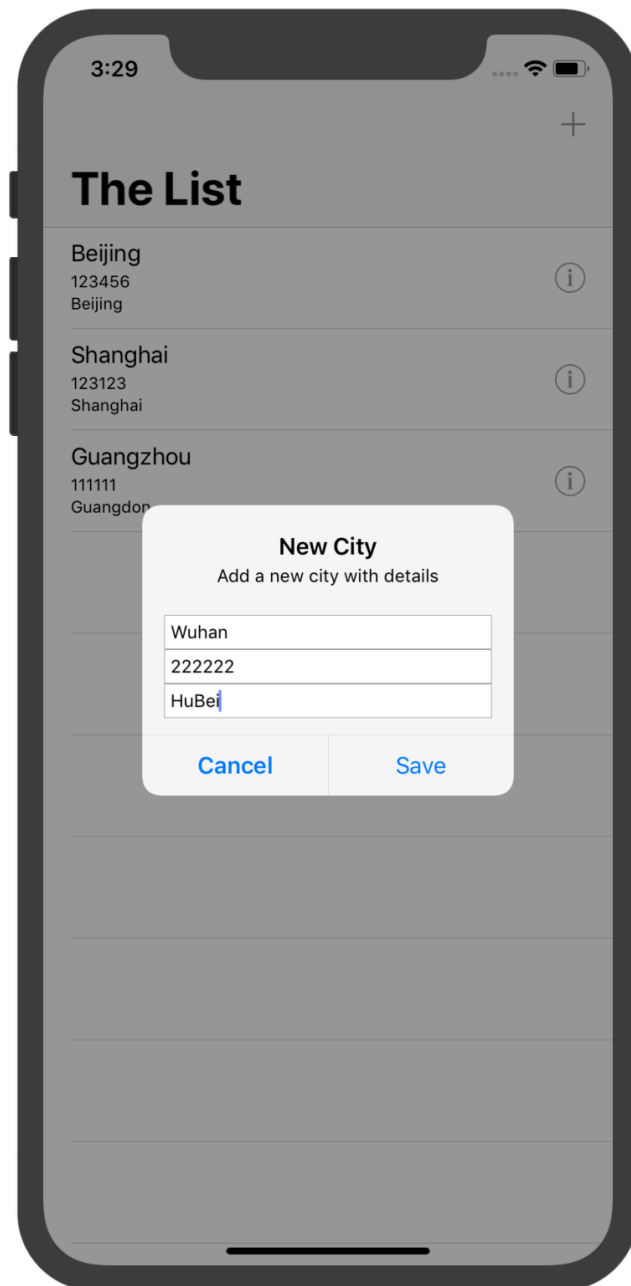 3:29
The List
Beijing
123456
Beijing
Shanghai
123123
Shanghai
Guangzhou
111111
Guangdon
New City
Add a new city with details
Wuhan
222222
HuBei
Cancel Save